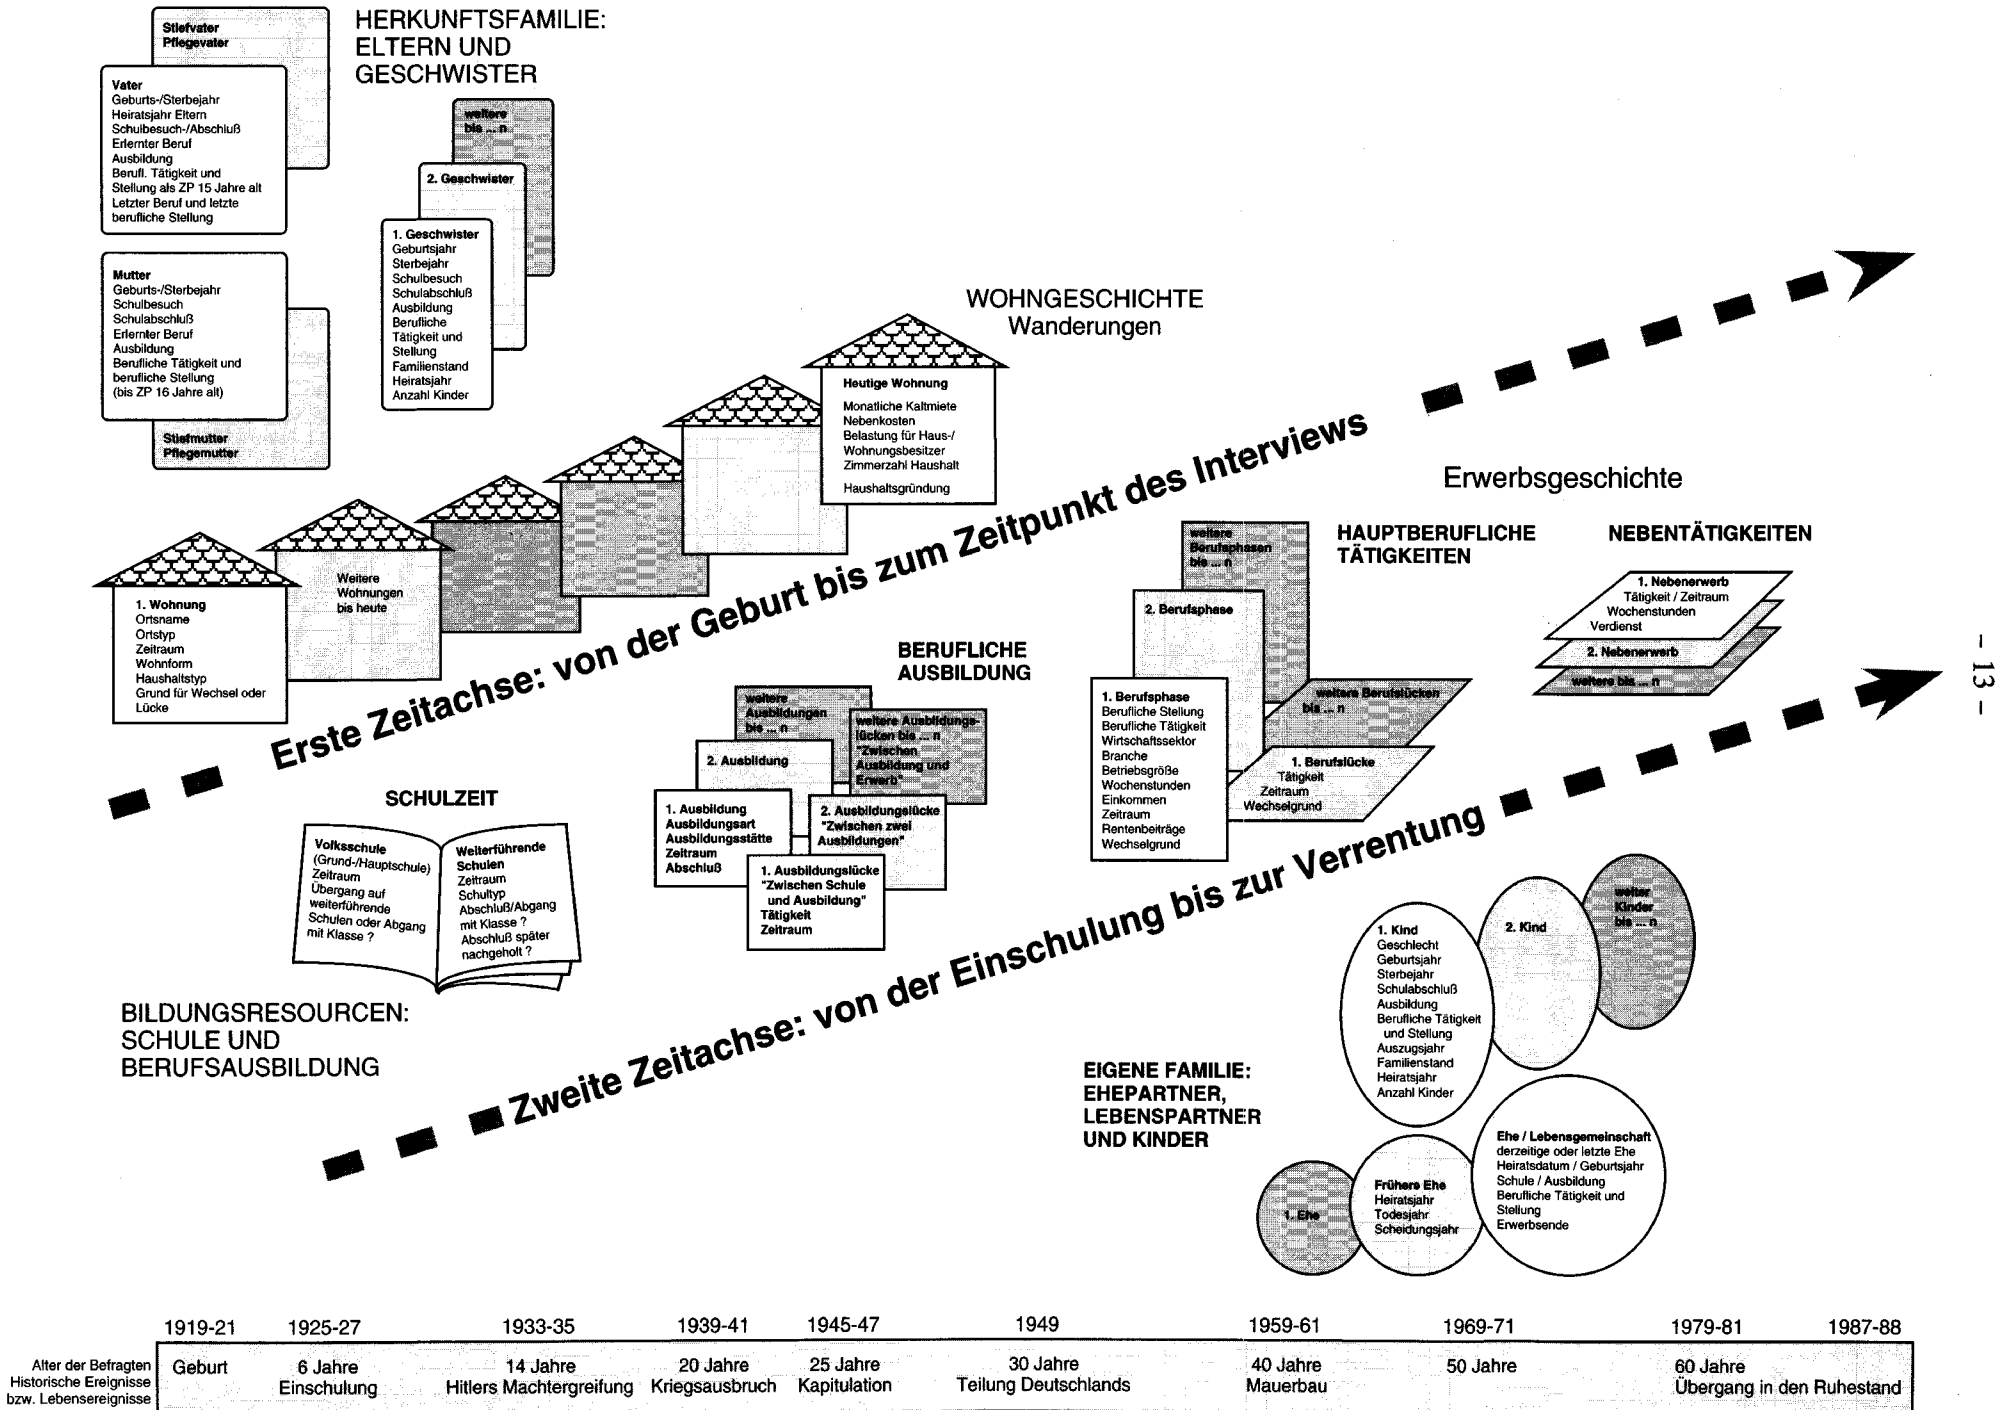 HERKUNFTSFAMILIE:
ELTERN UND
GESCHWISTER
Stiefvater
Pflegevater
Vater
Geburts-/Sterbejahr
Heiratsjahr Eltern
Schulbesuch-/Abschluß
Erlernter Beruf
Ausbildung
Berufl. Tätigkeit und
Stellung als ZP 15 Jahre alt
Letzter Beruf und letzte
berufliche Stellung
Mutter
Geburts-/Sterbejahr
Schulbesuch
Schulabschluß
Erlernter Beruf
Ausbildung
Berufliche Tätigkeit und
berufliche Stellung
(bis ZP 16 Jahre alt)
Stiefmutter
Pflegemutter
weitere
bis ... n
2. Geschwister
1. Geschwister
Geburtsjahr
Sterbejahr
Schulbesuch
Schulabschluß
Ausbildung
Berufliche
Tätigkeit und
Stellung
Familienstand
Heiratsjahr
Anzahl Kinder
WOHNGESCHICHTE
Wanderungen
Heutige Wohnung
Monatliche Kaltmiete
Nebenkosten
Belastung für Haus-/
Wohnungsbesitzer
Zimmerzahl Haushalt
Haushaltsgründung
Weitere
Wohnungen
bis heute
1. Wohnung
Ortsname
Ortstyp
Zeitraum
Wohnform
Haushaltstyp
Grund für Wechsel oder
Lücke
Erste Zeitachse: von der Geburt bis zum Zeitpunkt des Interviews
Erwerbsgeschichte
HAUPTBERUFLICHE
TÄTIGKEITEN
NEBENTÄTIGKEITEN
weitere
Berufsphasen
bis ... n
2. Berufsphase
1. Berufsphase
Berufliche Stellung
Berufliche Tätigkeit
Wirtschaftssektor
Branche
Betriebsgröße
Wochenstunden
Einkommen
Zeitraum
Rentenbeiträge
Wechselgrund
weitere Berufslücken
bis ... n
1. Berufslücke
Tätigkeit
Zeitraum
Wechselgrund
1. Nebenerwerb
Tätigkeit / Zeitraum
Wochenstunden
Verdienst
2. Nebenerwerb
weitere bis ... n
– 13 –
BERUFLICHE
AUSBILDUNG
weitere
Ausbildungen
bis ... n
weitere Ausbildungs-
lücken bis ... n
"Zwischen
Ausbildung und
Erwerb"
2. Ausbildung
1. Ausbildung
Ausbildungsart
Ausbildungsstätte
Zeitraum
Abschluß
2. Ausbildungslücke
"Zwischen zwei
Ausbildungen"
1. Ausbildungslücke
"Zwischen Schule
und Ausbildung"
Tätigkeit
Zeitraum
SCHULZEIT
Volksschule
(Grund-/Hauptschule)
Zeitraum
Übergang auf
weiterführende
Schulen oder Abgang
mit Klasse ?
Weiterführende
Schulen
Zeitraum
Schultyp
Abschluß/Abgang
mit Klasse ?
Abschluß später
nachgeholt ?
BILDUNGSRESOURCEN:
SCHULE UND
BERUFSAUSBILDUNG
Zweite Zeitachse: von der Einschulung bis zur Verrentung
EIGENE FAMILIE:
EHEPARTNER,
LEBENSPARTNER
UND KINDER
1. Kind
Geschlecht
Geburtsjahr
Sterbejahr
Schulabschluß
Ausbildung
Berufliche Tätigkeit
und Stellung
Auszugsjahr
Familienstand
Heiratsjahr
Anzahl Kinder
2. Kind
weiter
Kinder
bis ... n
1. Ehe
Frühere Ehe
Heiratsjahr
Todesjahr
Scheidungsjahr
Ehe / Lebensgemeinschaft
derzeitige oder letzte Ehe
Heiratsdatum / Geburtsjahr
Schule / Ausbildung
Berufliche Tätigkeit und
Stellung
Erwerbsende
1919-21 1925-27 1933-35 1939-41 1945-47 1949 1959-61 1969-71 1979-81 1987-88
Alter der Befragten
Historische Ereignisse
bzw. Lebensereignisse
Geburt 6 Jahre 14 Jahre 20 Jahre 25 Jahre 30 Jahre 40 Jahre 50 Jahre 60 Jahre
Einschulung Hitlers Machtergreifung Kriegsausbruch Kapitulation Teilung Deutschlands Mauerbau Übergang in den Ruhestand